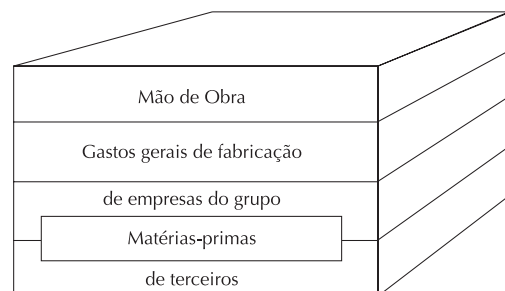 Mão de Obra
Gastos gerais de fabricação
de empresas do grupo
Matérias-primas
de terceiros